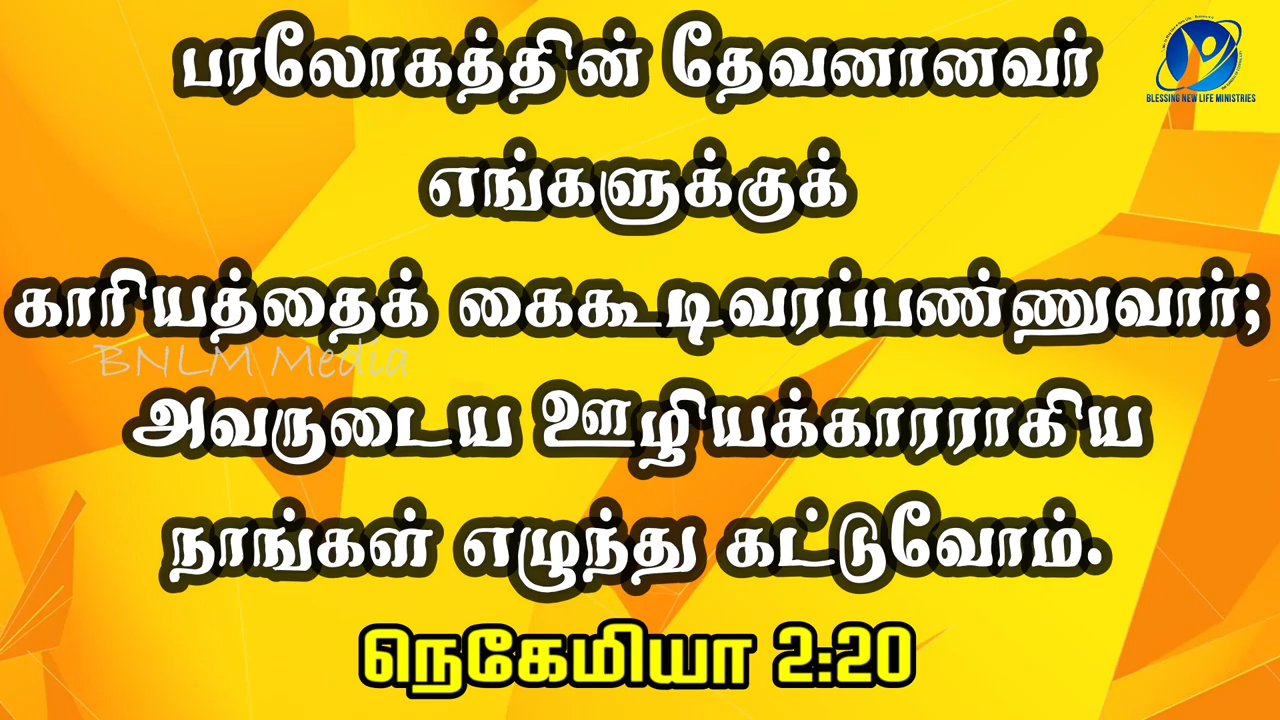 பரலோகத்தின் தேவனானவர்
எங்களுக்குக்
காரியத்தைக் கைகூடிவரப்பண்ணுவார்;
BNLM Media
அவருடைய ஊழியக்காரராகிய
நாங்கள் எழுந்து கட்டுவோம்.
நெகேமியா 2:20
BLESSING NEW LIFE MINISTRIES